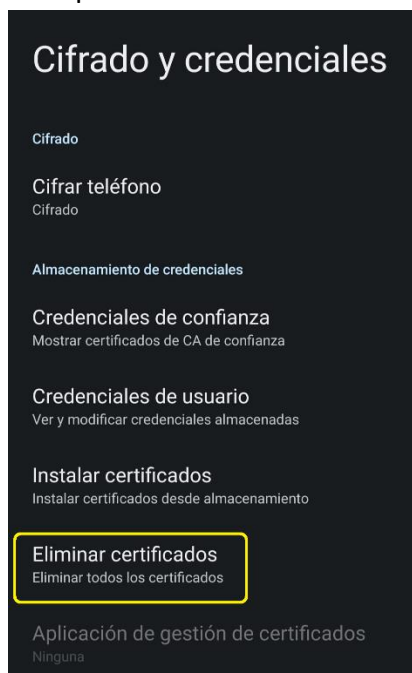 Cifrado y credenciales
Cifrado
Cifrar teléfono
Cifrado
Almacenamiento de credenciales
Credenciales de confianza
Mostrar certificados de CA de confianza
Credenciales de usuario
Ver y modificar credenciales almacenadas
Instalar certificados
Instalar certificados desde almacenamiento
Eliminar certificados
Eliminar todos los certificados
Aplicación de gestión de certificados
Ninguna